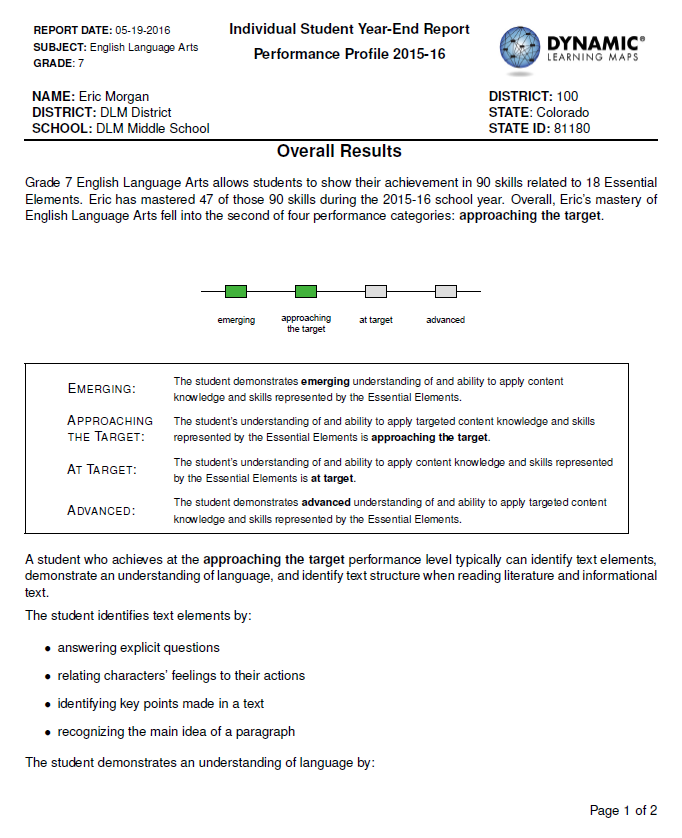 REPORT DATE: 05-19-2016
SUBJECT: English Language Arts
GRADE: 7
Individual Student Year-End Report
Performance Profile 2015-16
DYNAMIC®
LEARNING MAPS
NAME: Eric Morgan
DISTRICT: DLM District
SCHOOL: DLM Middle School
DISTRICT: 100
STATE: Colorado
STATE ID: 81180
Overall Results
Grade 7 English Language Arts allows students to show their achievement in 90 skills related to 18 Essential
Elements. Eric has mastered 47 of those 90 skills during the 2015-16 school year. Overall, Eric's mastery of
English Language Arts fell into the second of four performance categories: approaching the target.
emerging
approaching
the target
at target
advanced
EMERGING:
The student demonstrates emerging understanding of and ability to apply content
knowledge and skills represented by the Essential Elements.
APPROACHING
THE TARGET:
The student's understanding of and ability to apply targeted content knowledge and skills
represented by the Essential Elements is approaching the target.
AT TARGET:
The student's understanding of and ability to apply content knowledge and skills represented
by the Essential Elements is at target.
ADVANCED:
The student demonstrates advanced understanding of and ability to apply targeted content
knowledge and skills represented by the Essential Elements.
A student who achieves at the approaching the target performance level typically can identify text elements,
demonstrate an understanding of language, and identify text structure when reading literature and informational
text.
The student identifies text elements by:
• answering explicit questions
• relating characters' feelings to their actions
• identifying key points made in a text
• recognizing the main idea of a paragraph
The student demonstrates an understanding of language by:
Page 1 of 2